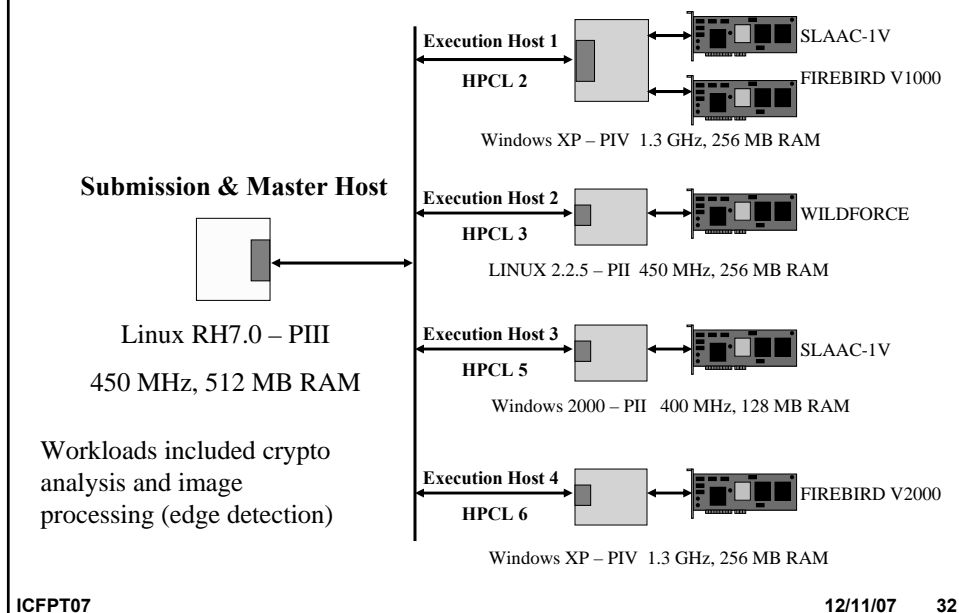 Execution Host 1
HPCL 2
SLAAC-1V
FIREBIRD V1000
Windows XP – PIV 1.3 GHz, 256 MB RAM
Submission & Master Host
Linux RH7.0 – PIII
450 MHz, 512 MB RAM
Workloads included crypto
analysis and image
processing (edge detection)
Execution Host 2
HPCL 3
WILDFORCE
LINUX 2.2.5 – PII 450 MHz, 256 MB RAM
Execution Host 3
HPCL 5
SLAAC-1V
Windows 2000 – PII 400 MHz, 128 MB RAM
Execution Host 4
HPCL 6
FIREBIRD V2000
Windows XP – PIV 1.3 GHz, 256 MB RAM
ICFPT07 12/11/07 32